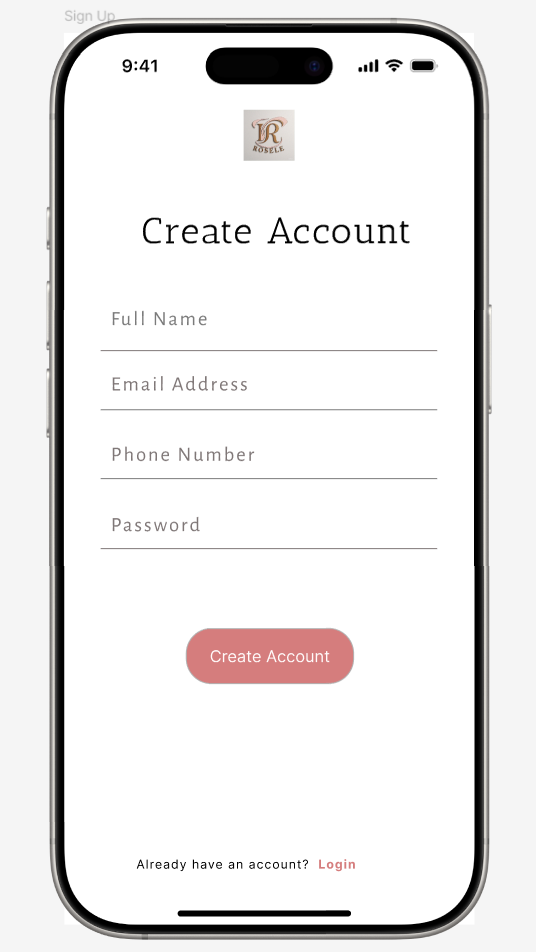 Sign Up
9:41
R
ROSELE
Create Account
Full Name
Email Address
Phone Number
Password
Create Account
Already have an account? Login